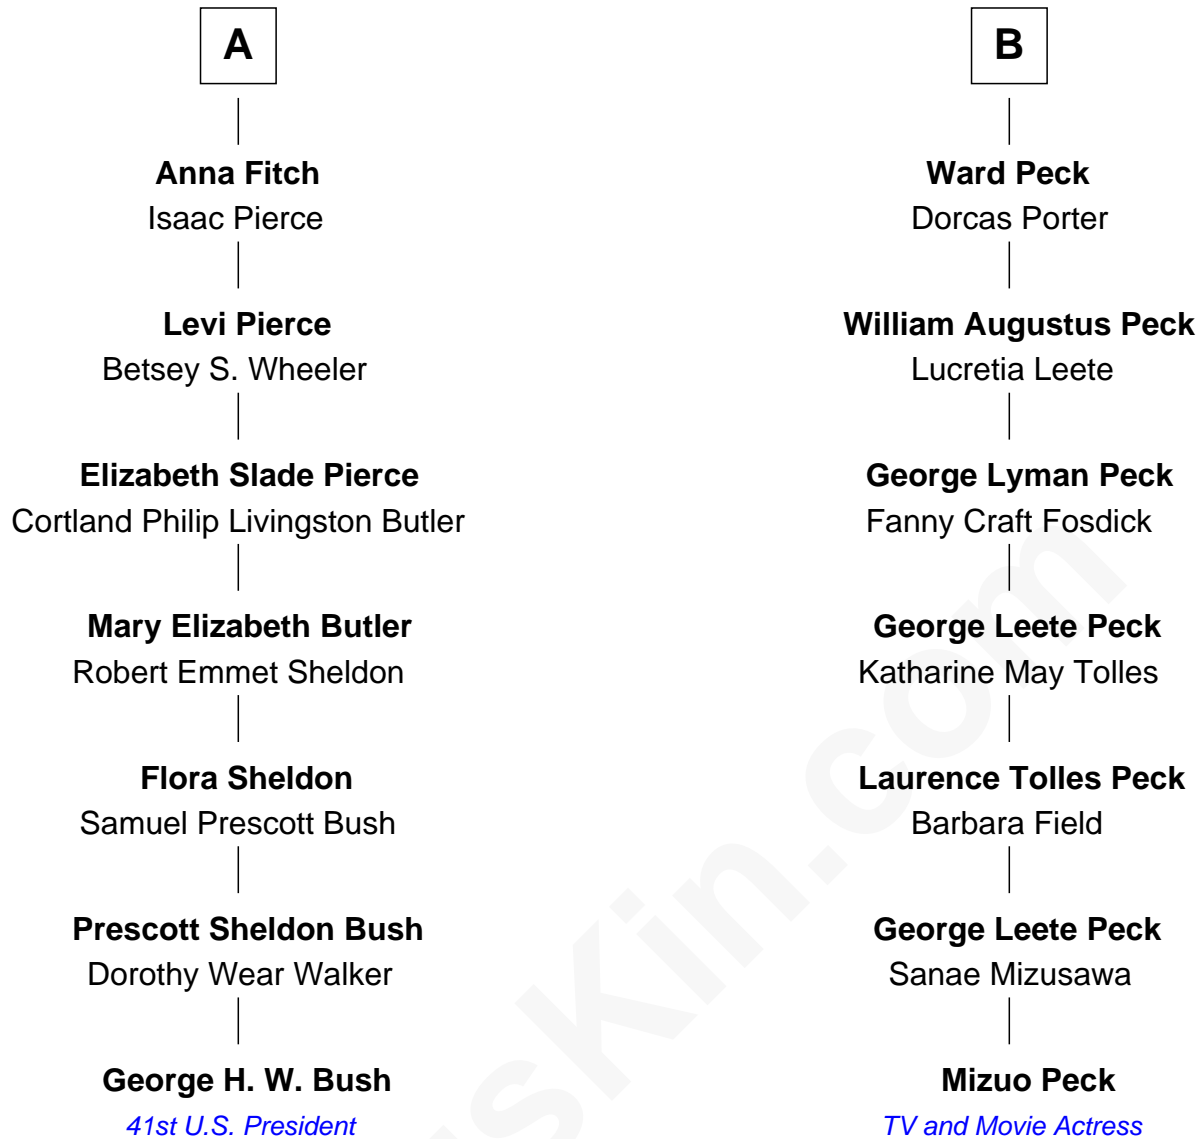 A
Anna Fitch
Isaac Pierce
Levi Pierce
Betsey S. Wheeler
Elizabeth Slade Pierce
Cortland Philip Livingston Butler
Mary Elizabeth Butler
Robert Emmet Sheldon
Flora Sheldon
Samuel Prescott Bush
Prescott Sheldon Bush
Dorothy Wear Walker
George H. W. Bush
41st U.S. President
B
Ward Peck
Dorcas Porter
William Augustus Peck
Lucretia Leete
George Lyman Peck
Fanny Craft Fosdick
George Leete Peck
Katharine May Tolles
Laurence Tolles Peck
Barbara Field
George Leete Peck
Sanae Mizusawa
Mizuo Peck
TV and Movie Actress
sKin.com